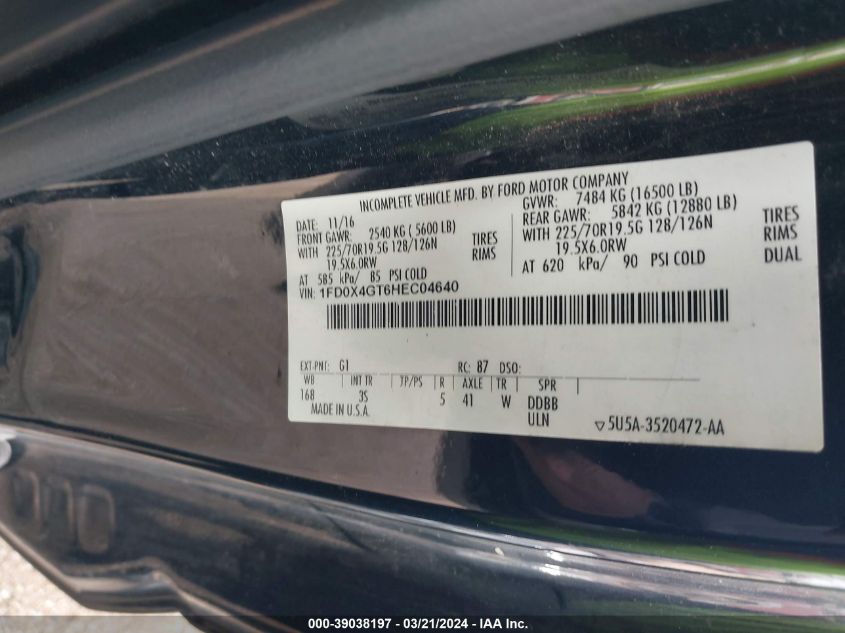 INCOMPLETE VEHICLE MFD. BY FORD MOTOR COMPANY
DATE: 11/16 GVWR: 7484 KG (16500 LB)
FRONT GAWR: 2540 KG (5600 LB) REAR GAWR: 5842 KG (12880 LB)
WITH 225/70R19.5G 128/126N TIRES WITH 225/70R19.5G 128/126N TIRES
19.5X6.0RW RIMS 19.5X6.0RW RIMS
AT 585 kPa/ 85 PSI COLD AT 620 kPa/ 90 PSI COLD DUAL
VIN: 1FD0X4GT6HEC04640
EXT-PNT: G1 RC: 87 DSO:
WB INT TR TP/PS R AXLE TR SPR
168 3S 5 41 W DDBB
MADE IN U.S.A. ULN
▽5U5A-3520472-AA
000-39038197 - 03/21/2024 - IAA Inc.